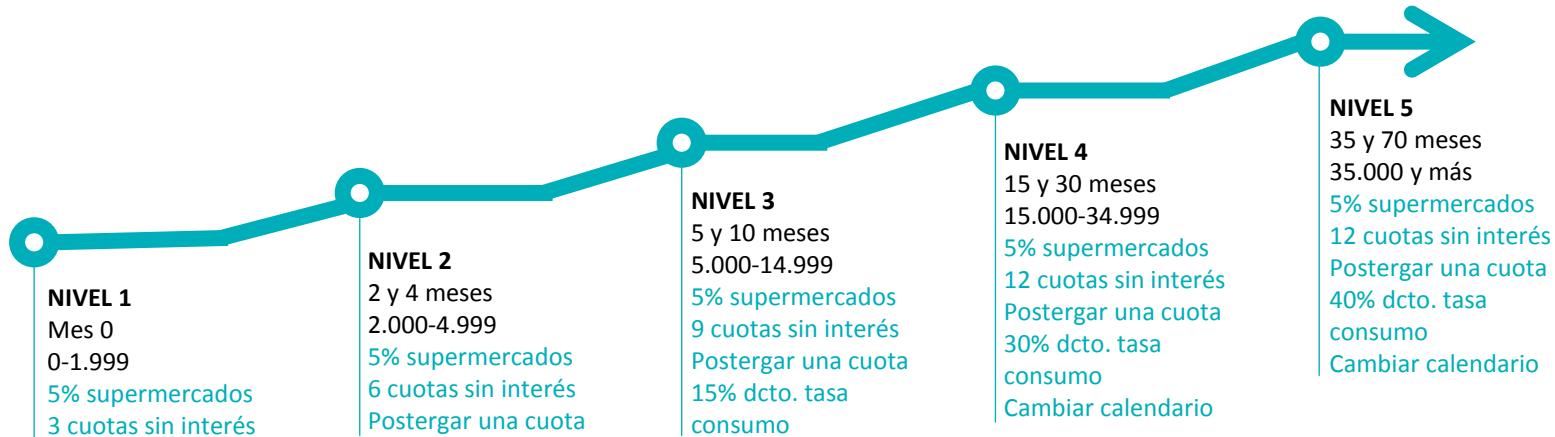 NIVEL 1
Mes 0
0-1.999
5% supermercados
3 cuotas sin interés
NIVEL 2
2 y 4 meses
2.000-4.999
5% supermercados
6 cuotas sin interés
Postergar una cuota
NIVEL 3
5 y 10 meses
5.000-14.999
5% supermercados
9 cuotas sin interés
Postergar una cuota
15% dcto. tasa
consumo
NIVEL 4
15 y 30 meses
15.000-34.999
5% supermercados
12 cuotas sin interés
Postergar una cuota
30% dcto. tasa
consumo
Cambiar calendario
NIVEL 5
35 y 70 meses
35.000 y más
5% supermercados
12 cuotas sin interés
Postergar una cuota
40% dcto. tasa
consumo
Cambiar calendario